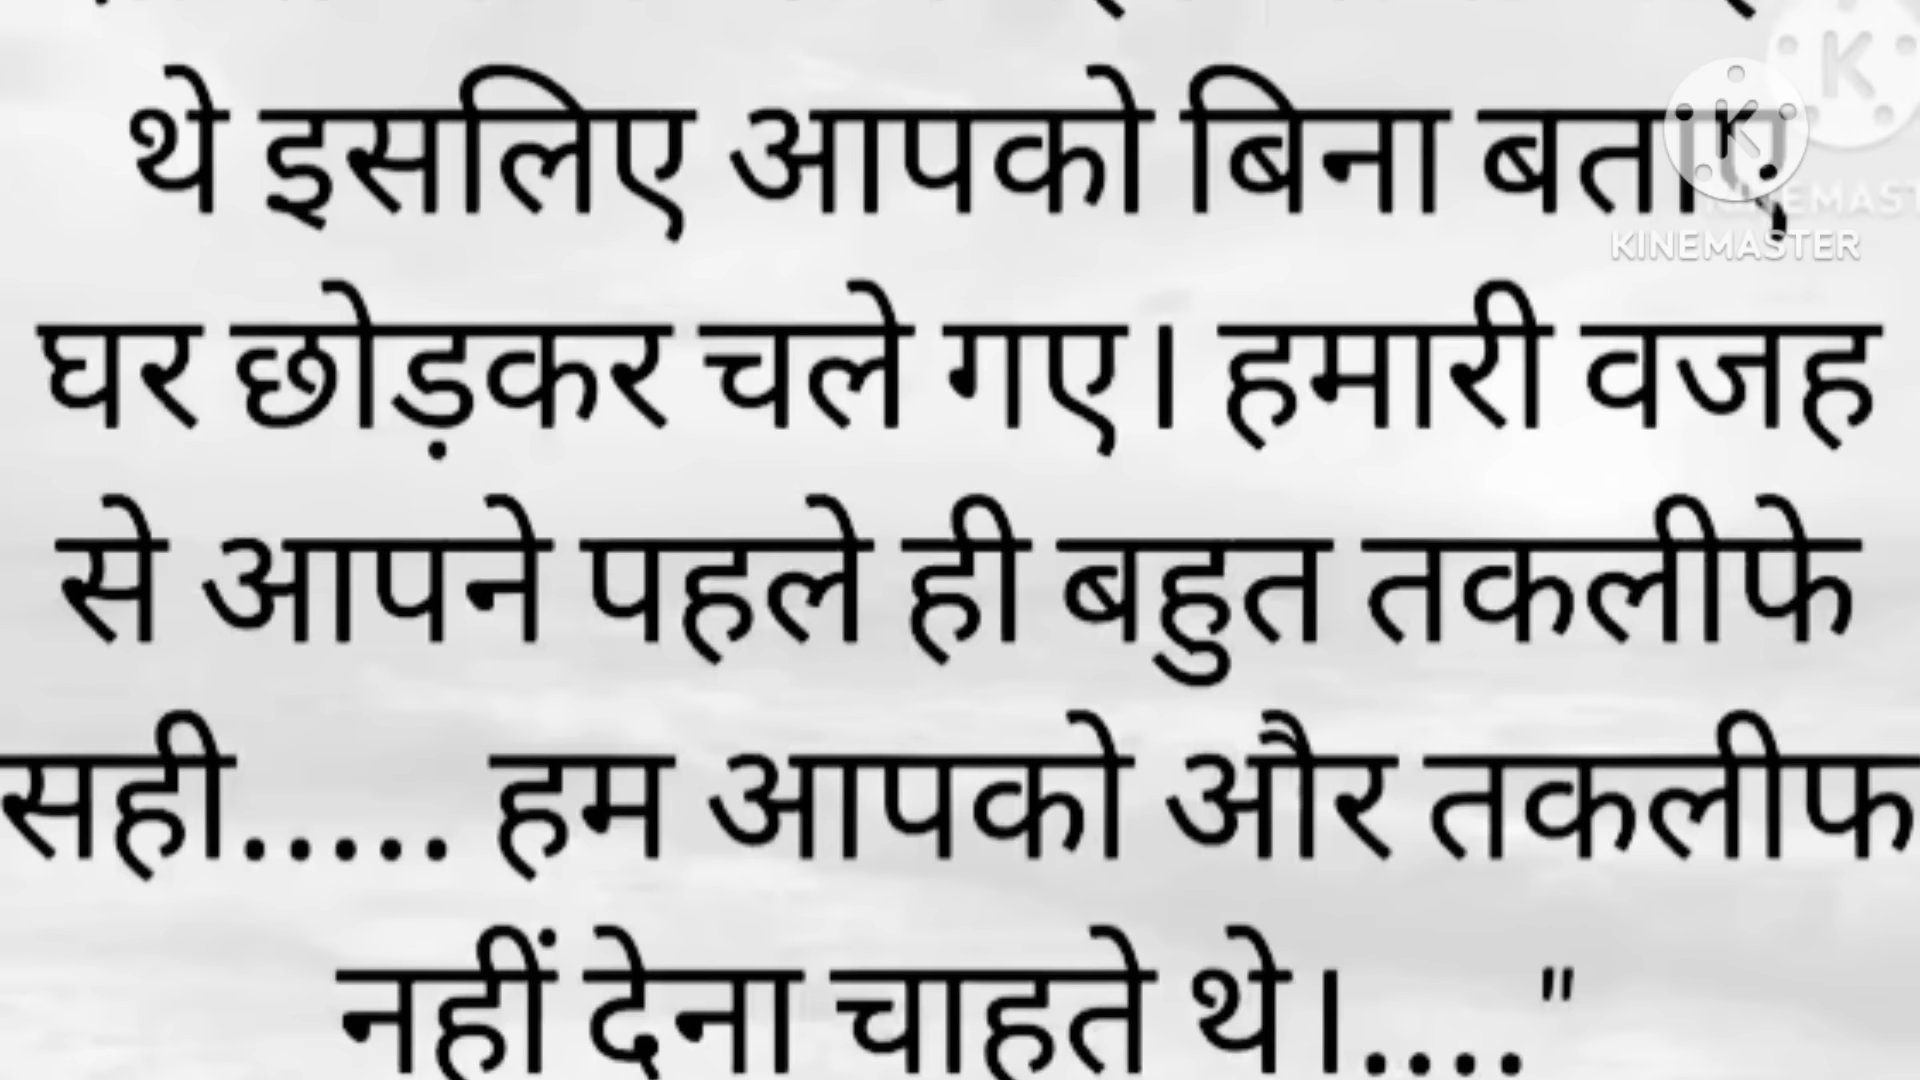 थे इसलिए आपको बिना बताए
घर छोड़कर चले गए। हमारी वजह
से आपने पहले ही बहुत तकलीफे
सही..... हम आपको और तकलीफ
नहीं देना चाहते थे।...."
KINEMASTER
KINEMAST